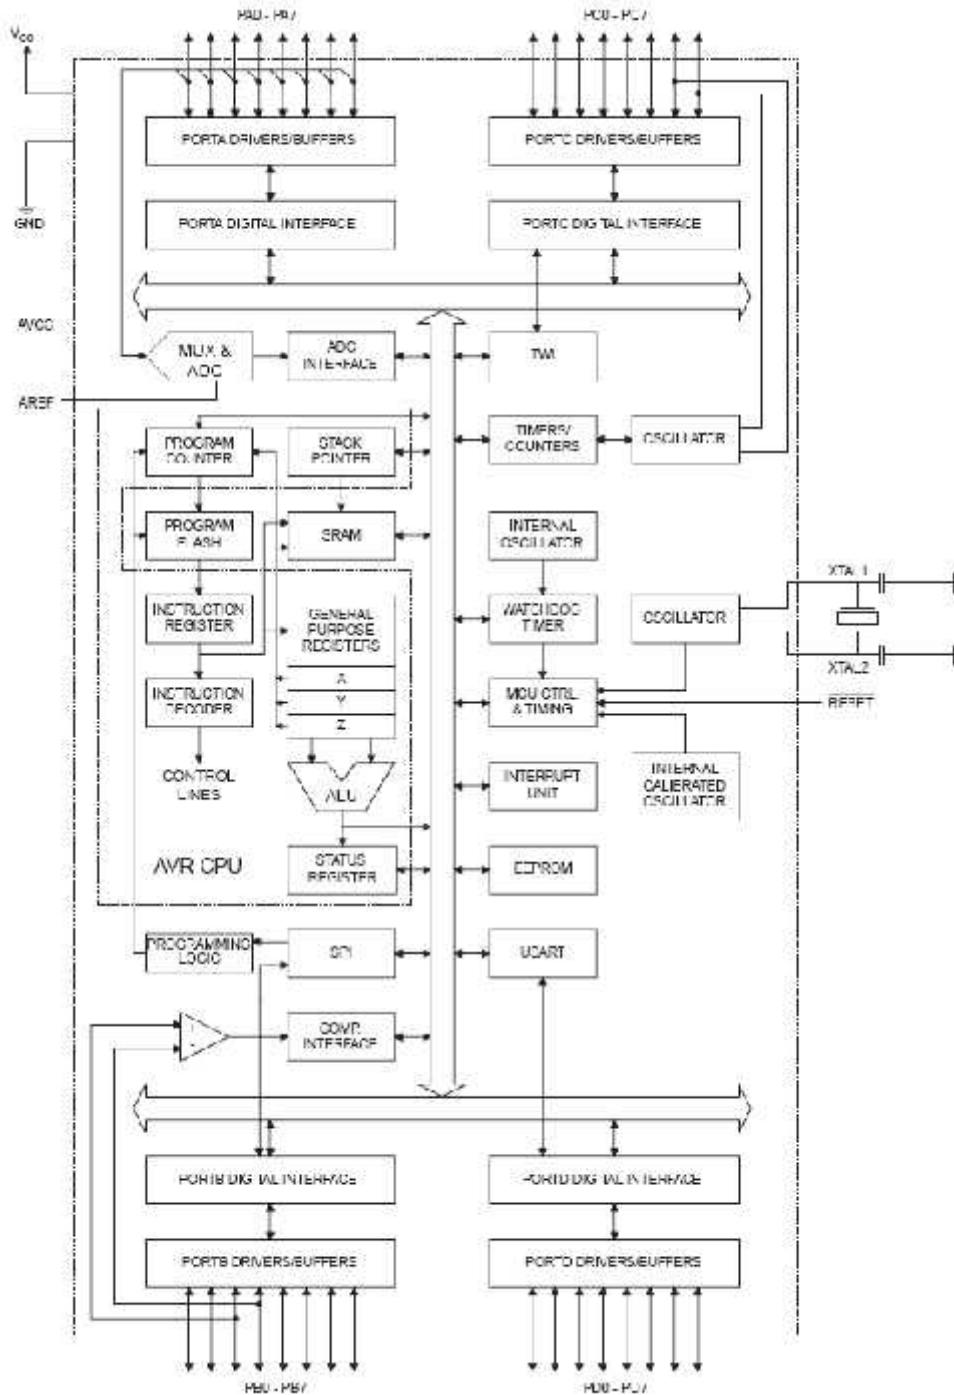 PA0 - PA7
PC0 - PC7
VCC
PORTA DRIVERS/BUFFERS
PORTC DRIVERS/BUFFERS
GND
PORTA DIGITAL INTERFACE
PORTC DIGITAL INTERFACE
AVCC
MUX &
ADC
ADC
INTERFACE
TWI
AREF
PROGRAM
COUNTER
STACK
POINTER
TIMERS/
COUNTERS
OSCILLATOR
PROGRAM
FLASH
SRAM
INTERNAL
OSCILLATOR
XTAL1
INSTRUCTION
REGISTER
GENERAL
PURPOSE
REGISTERS
WATCHDOG
TIMER
OSCILLATOR
XTAL2
X
INSTRUCTION
DECODER
Y
MCU CTRL.
& TIMING
RESET
Z
CONTROL
LINES
ALU
INTERRUPT
UNIT
INTERNAL
CALIBRATED
OSCILLATOR
AVR CPU
STATUS
REGISTER
EEPROM
PROGRAMMING
LOGIC
SPI
USART
+
-
COMP.
INTERFACE
PORTB DIGITAL INTERFACE
PORTD DIGITAL INTERFACE
PORTB DRIVERS/BUFFERS
PORTD DRIVERS/BUFFERS
PB0 - PB7
PD0 - PD7